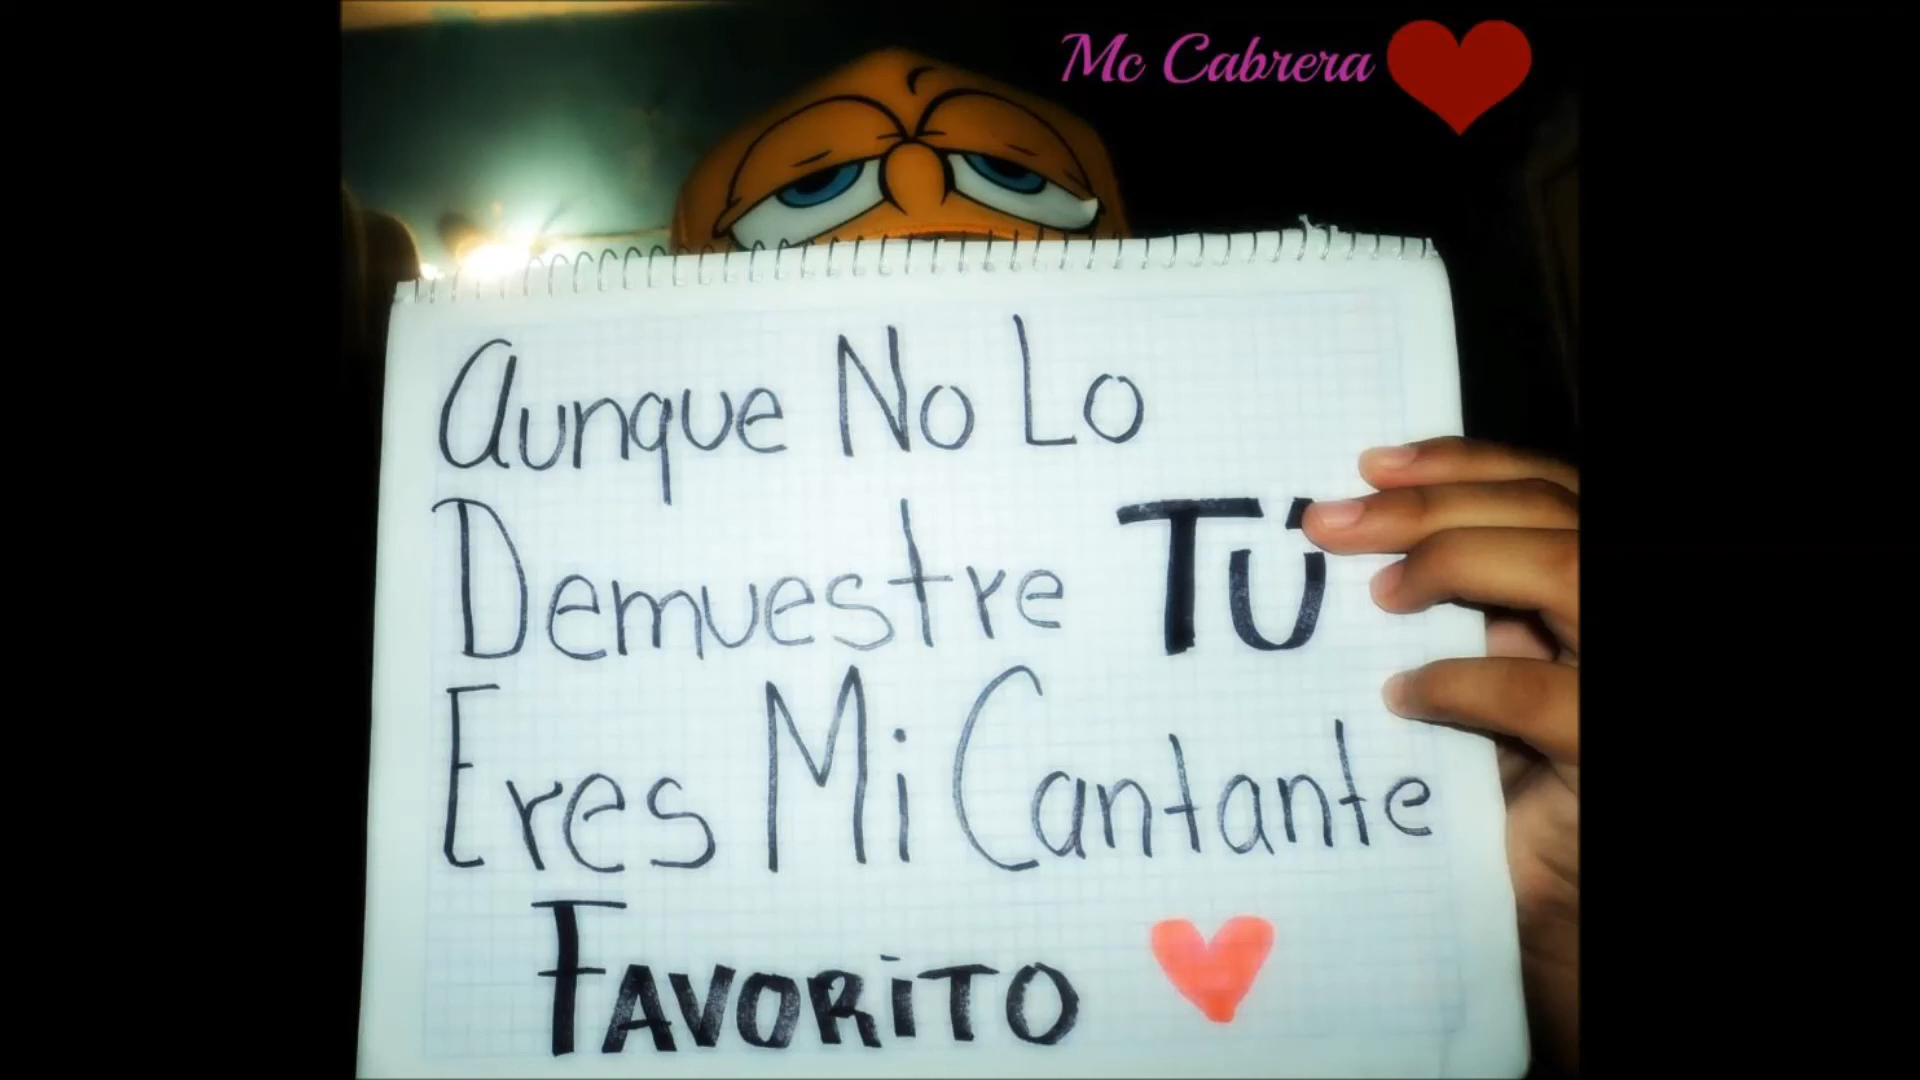 Mc Cabrera
Aunque No Lo
Demuestre TÚ
Eres Mi Cantante
FAVORiTO